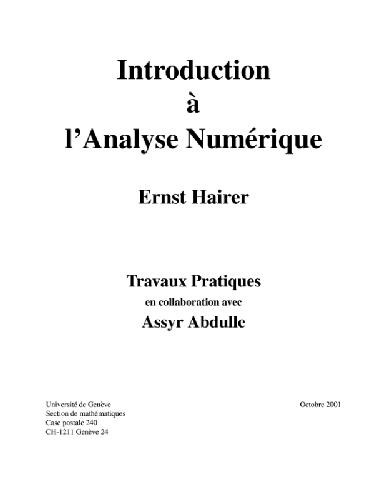 Introduction
à
l'Analyse Numérique
Ernst Hairer
Travaux Pratiques
en collaboration avec
Assyr Abdulle
Université de Genève
Octobre 2001
Section de mathématiques
Case postale 240
CH-1211 Genève 24